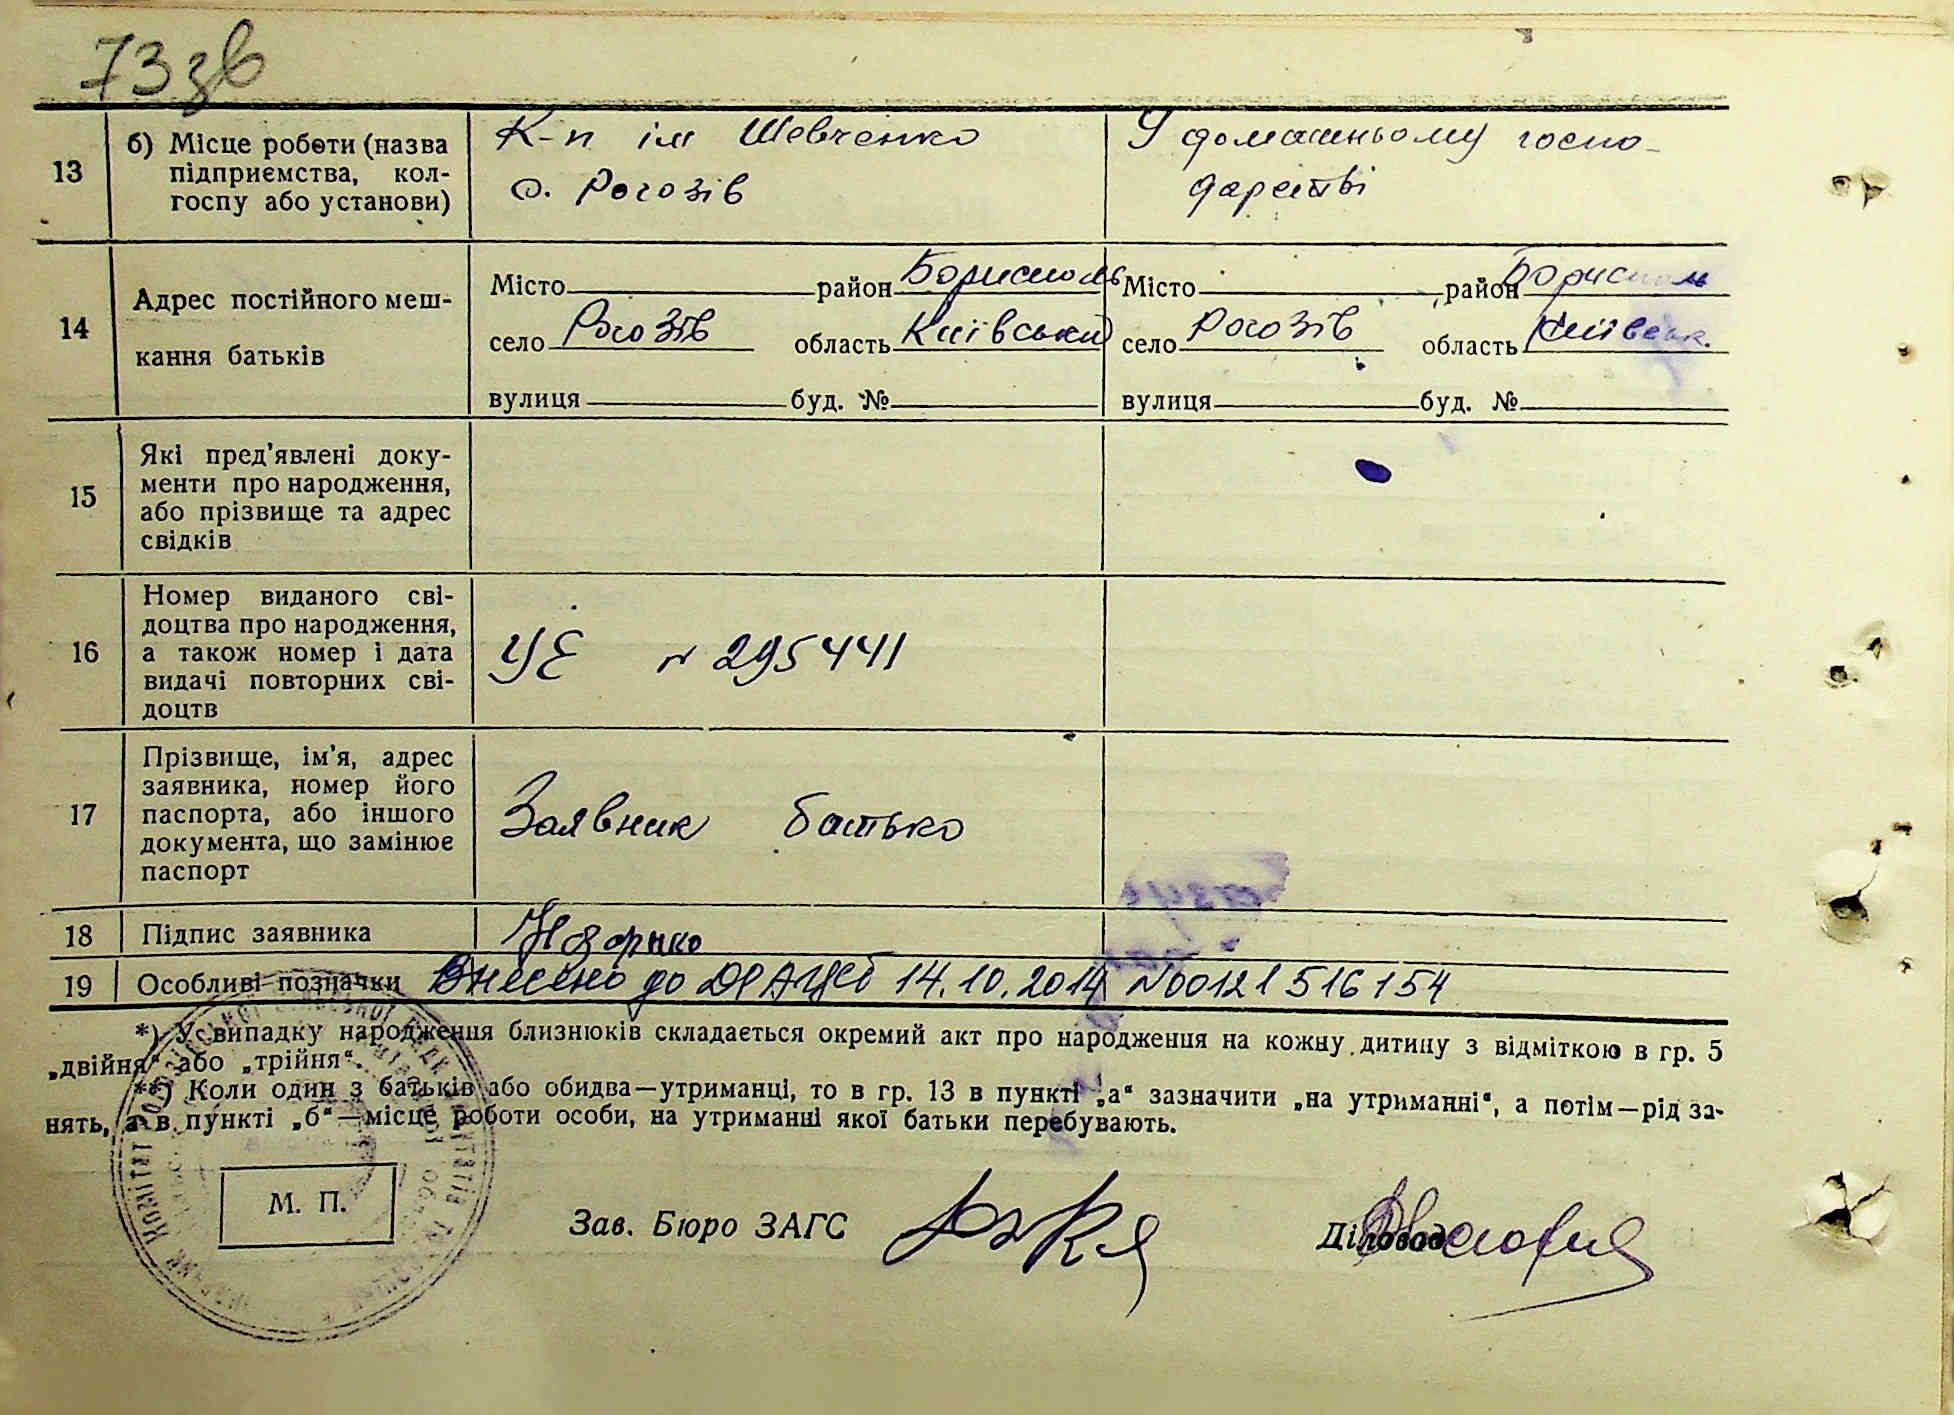 73 зв
13
б) Місце роботи (назва
підприємства, кол-
госпу або установи)
К-п ім Шевченко
с. Рогозів
У домашньому госпо-
дарстві
14
Адрес постійного меш-
кання батьків
Місто район Бориспіль
село Рогозів область Київський
вулиця буд. №
Місто район
село Рогозів область Київськ.
вулиця буд. №
15
Які пред'явлені доку-
менти про народження,
або прізвище та адрес
свідків
16
Номер виданого сві-
доцтва про народження,
а також номер і дата
видачі повторних сві-
доцтв
УЕ N 295441
17
Прізвище, ім'я, адрес
заявника, номер його
паспорта, або іншого
документа, що замінює
паспорт
Заявник батько
18 Підпис заявника
19 Особливі позначки Внесено до ДРАЦСб 14.10.2014 N00121516154
*) У випадку народження близнюків складається окремий акт про народження на кожну дитину з відміткою в гр. 5
„двійня“ або „трійня“.
**) Коли один з батьків або обидва—утриманці, то в гр. 13 в пункті „а“ зазначити „на утриманні“, а потім—рід за-
нять, а в пункті „б“—місце роботи особи, на утриманні якої батьки перебувають.
М. П.
Зав. Бюро ЗАГС
Діловод